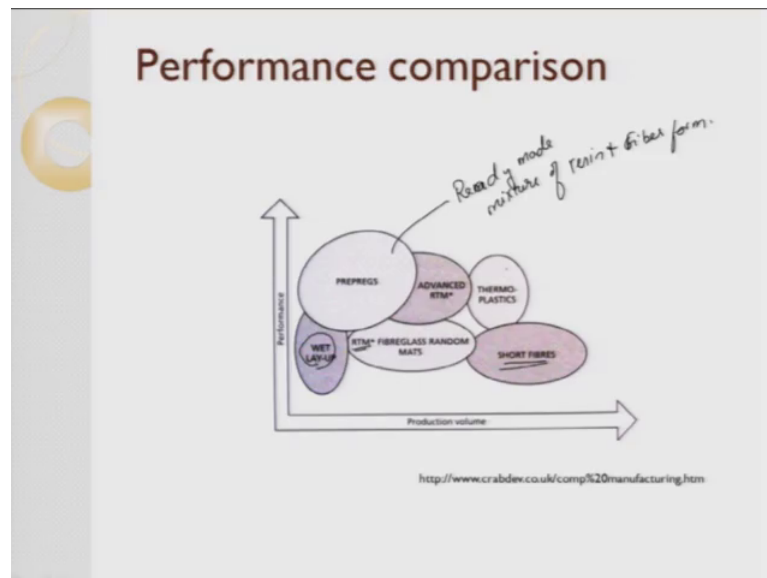 Performance comparison
Ready made
mixture of resin + fiber form.
Performance
PREPREGS
ADVANCED
RTM*
THERMO-
PLASTICS
WET
LAY-UP
RTM* FIBREGLASS RANDOM
MATS
SHORT FIBRES
Production volume
http://www.crabdev.co.uk/comp%20manufacturing.htm